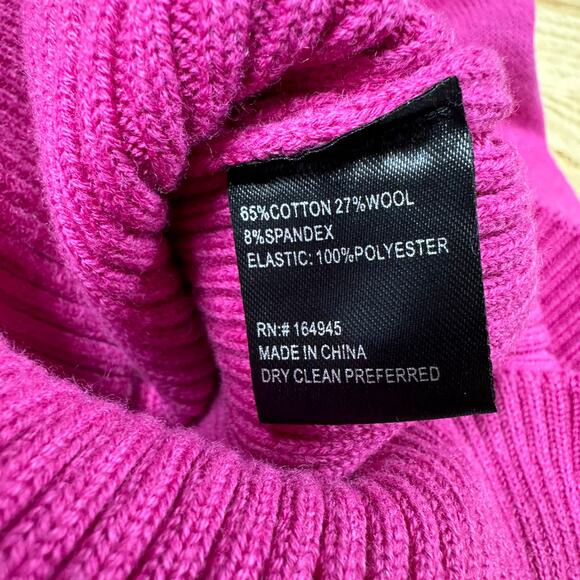 65%COTTON 27%WOOL
8%SPANDEX
ELASTIC: 100%POLYESTER
RN:# 164945
MADE IN CHINA
DRY CLEAN PREFERRED